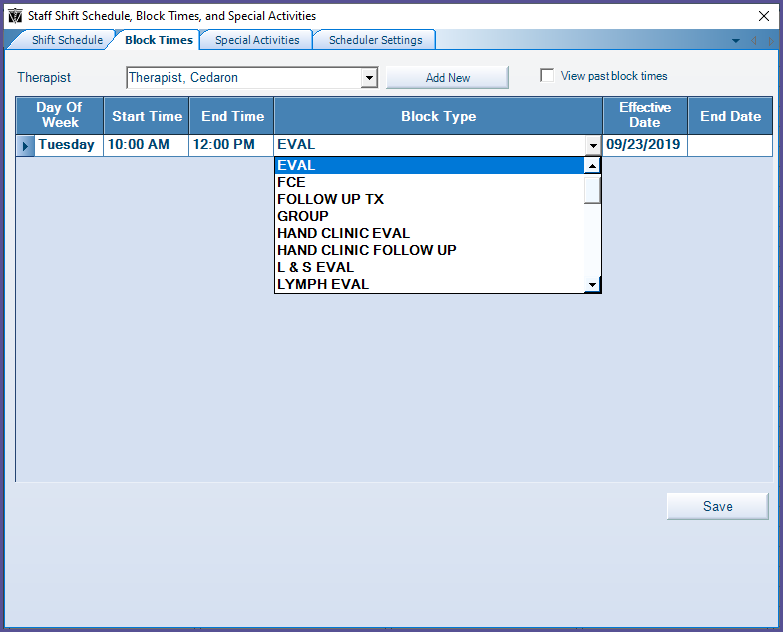 Staff Shift Schedule, Block Times, and Special Activities
Shift Schedule Block Times Special Activities Scheduler Settings
Therapist Therapist, Cedaron Add New View past block times
Day Of Week Start Time End Time Block Type Effective Date End Date
Tuesday 10:00 AM 12:00 PM EVAL 09/23/2019
EVAL
FCE
FOLLOW UP TX
GROUP
HAND CLINIC EVAL
HAND CLINIC FOLLOW UP
L & S EVAL
LYMPH EVAL
Save